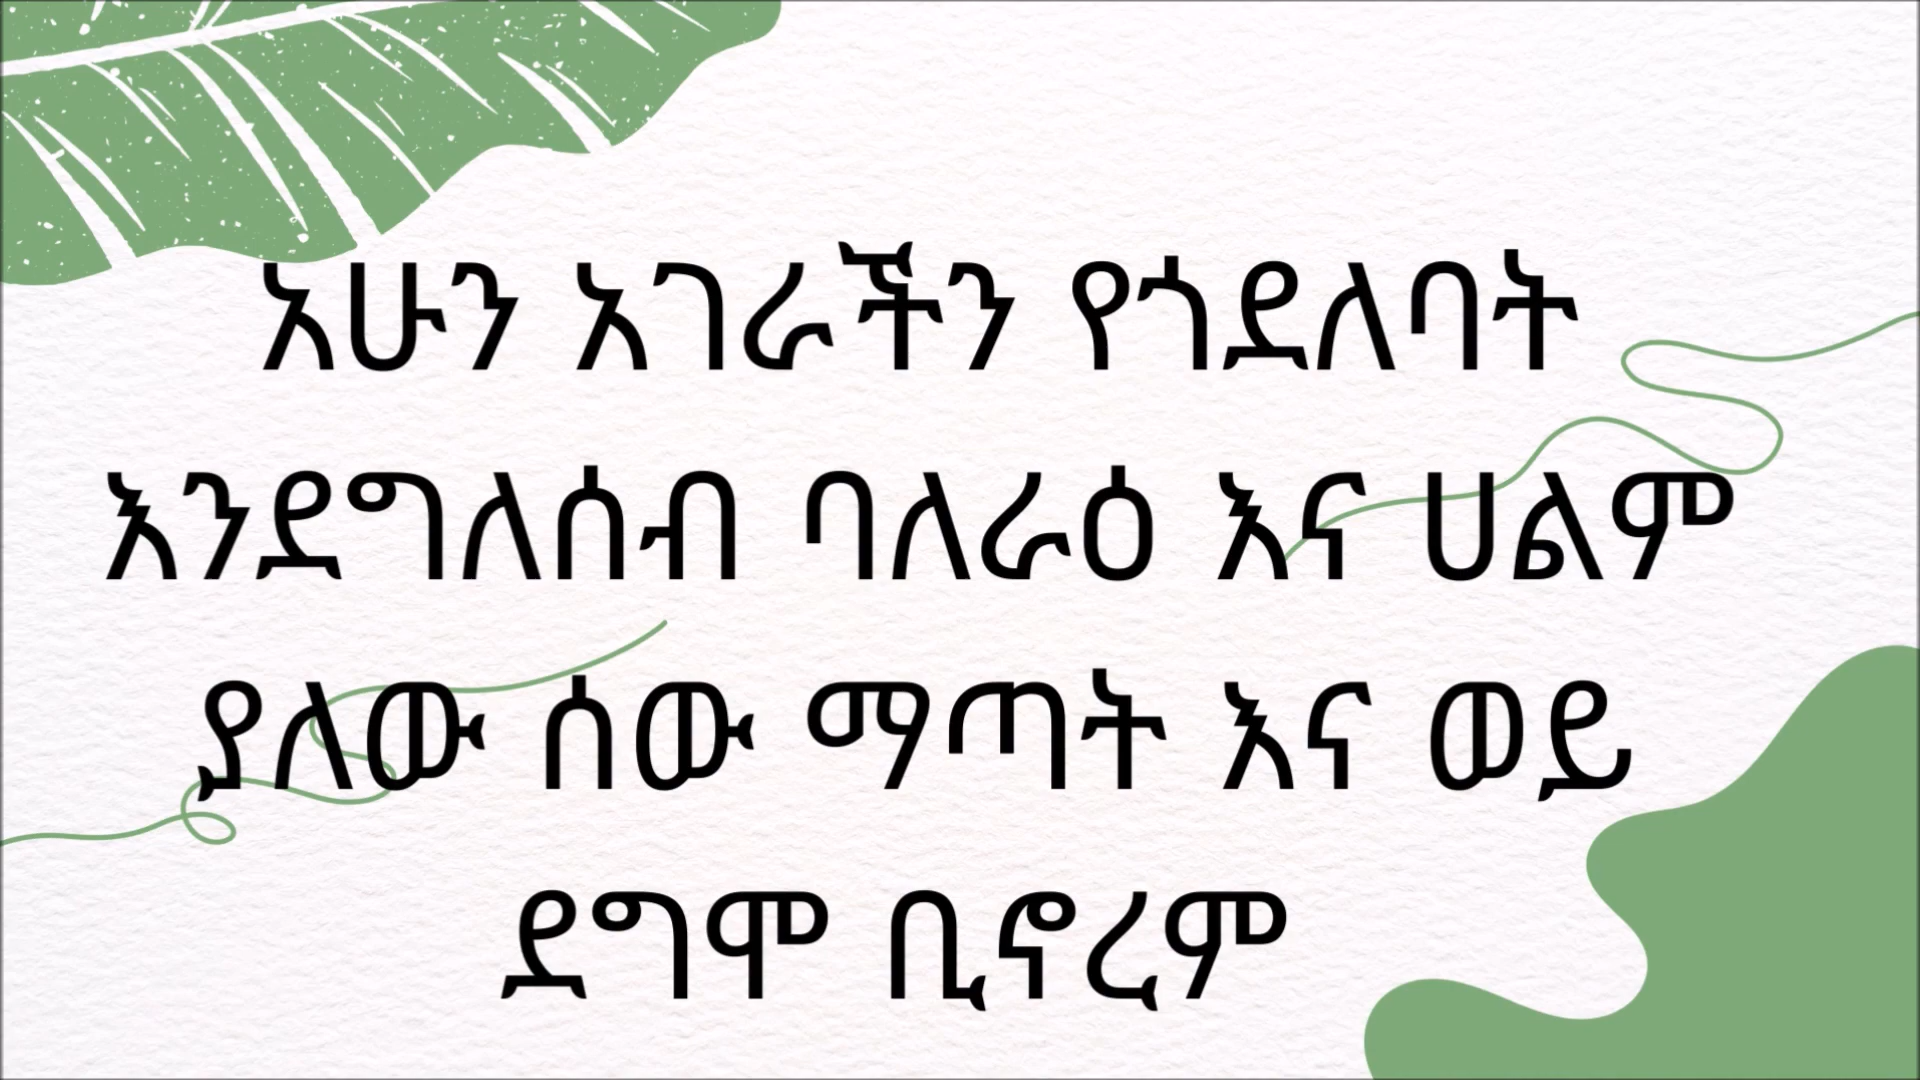 አሁን አገራችን የጎደለባት
እንደግለሰብ ባለራዕ እና ሀልም
ያለው ሰው ማጣት እና ወይ
ደግሞ ቢኖረም